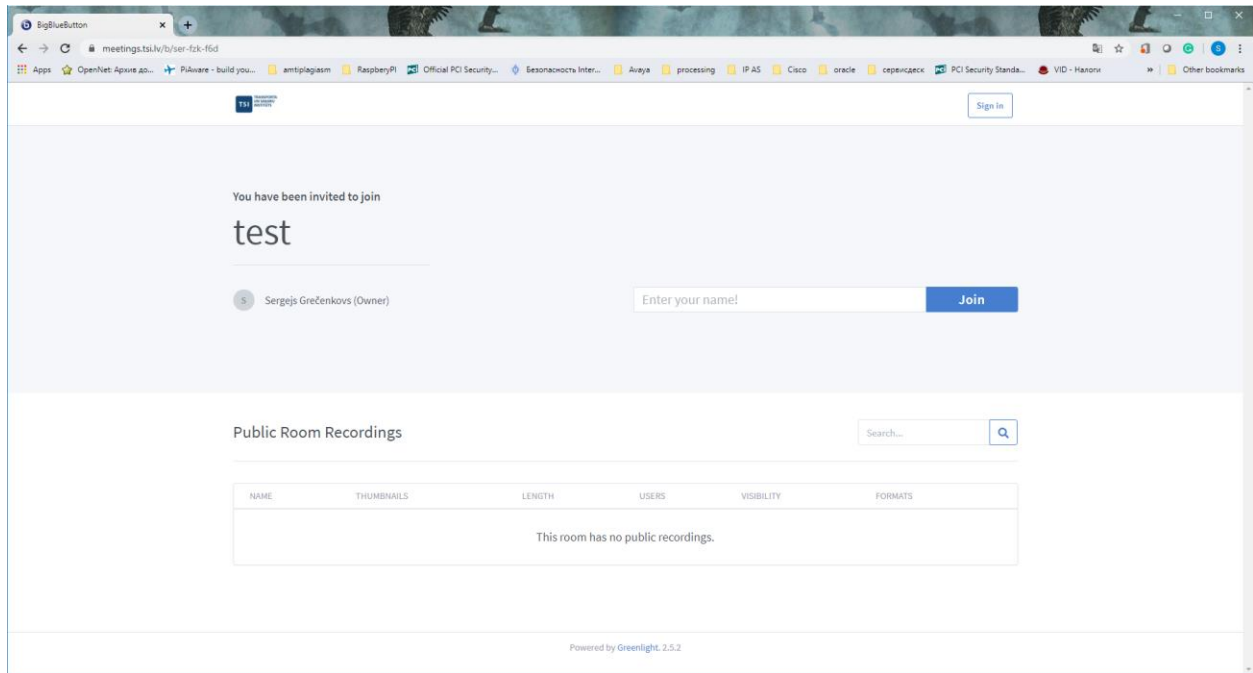 BigBlueButton
meetings.tsi.lv/b/ser-fzk-f6d
Apps OpenNet: Архив до... PiAware - build you... amtiplagiasm RaspberyPI Official PCI Security... Безопасность Inter... Avaya processing IP AS Cisco oracle сервисдеск PCI Security Standa... VID - Налоги » Other bookmarks
TSI
Sign in
You have been invited to join
test
S Sergejs Grečenkovs (Owner)
Enter your name! Join
Public Room Recordings
Search...
NAME THUMBNAILS LENGTH USERS VISIBILITY FORMATS
This room has no public recordings.
Powered by Greenlight. 2.5.2